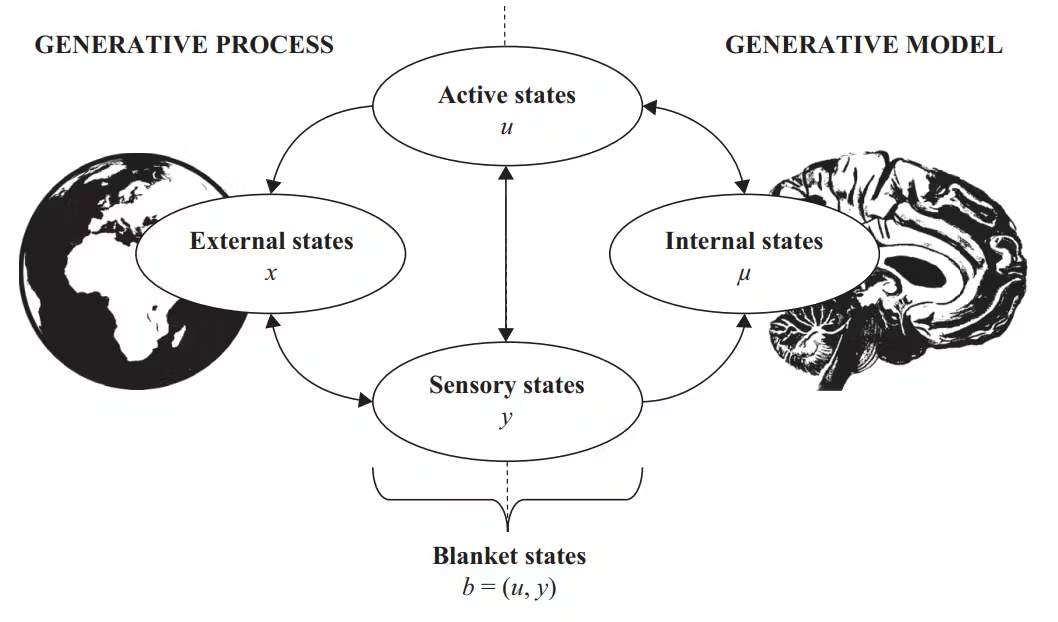 GENERATIVE PROCESS
GENERATIVE MODEL
Active states
u
External states
x
Internal states
μ
Sensory states
y
Blanket states
b = (u, y)